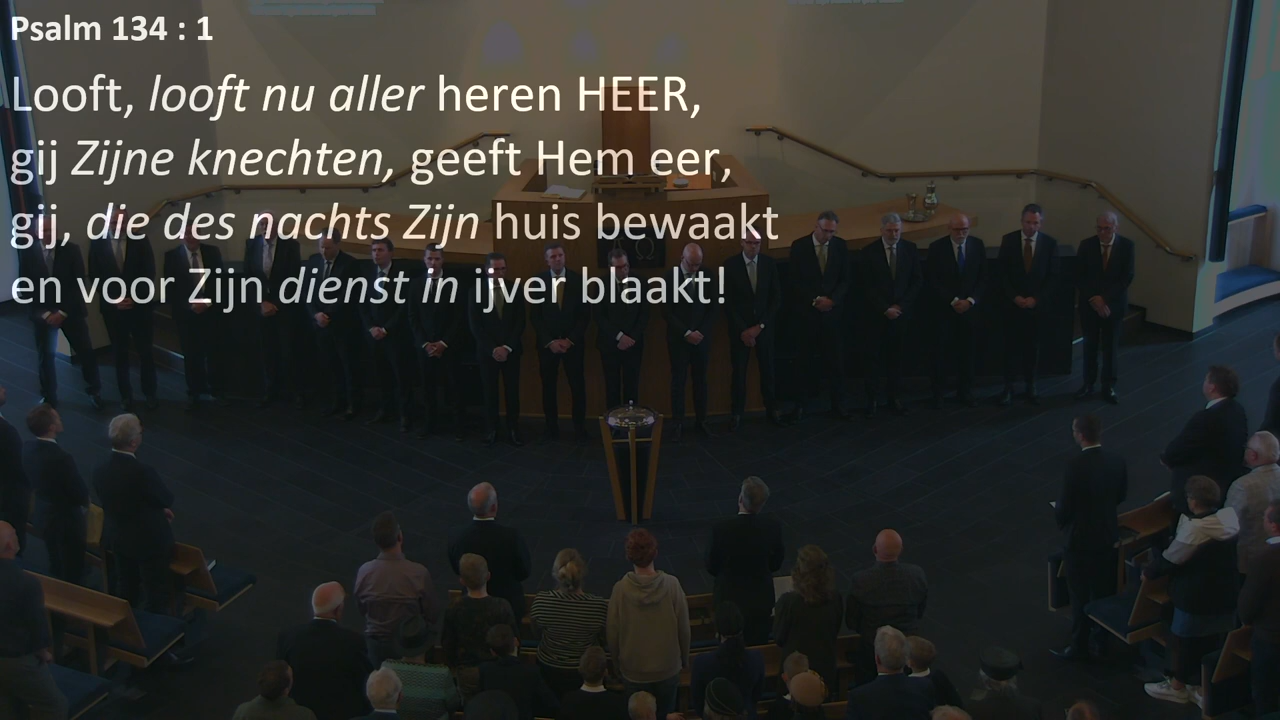 Psalm 134 : 1
Looft, looft nu aller heren HEER,
gij Zijne knechten, geeft Hem eer,
gij, die des nachts Zijn huis bewaakt
en voor Zijn dienst in ijver blaakt!